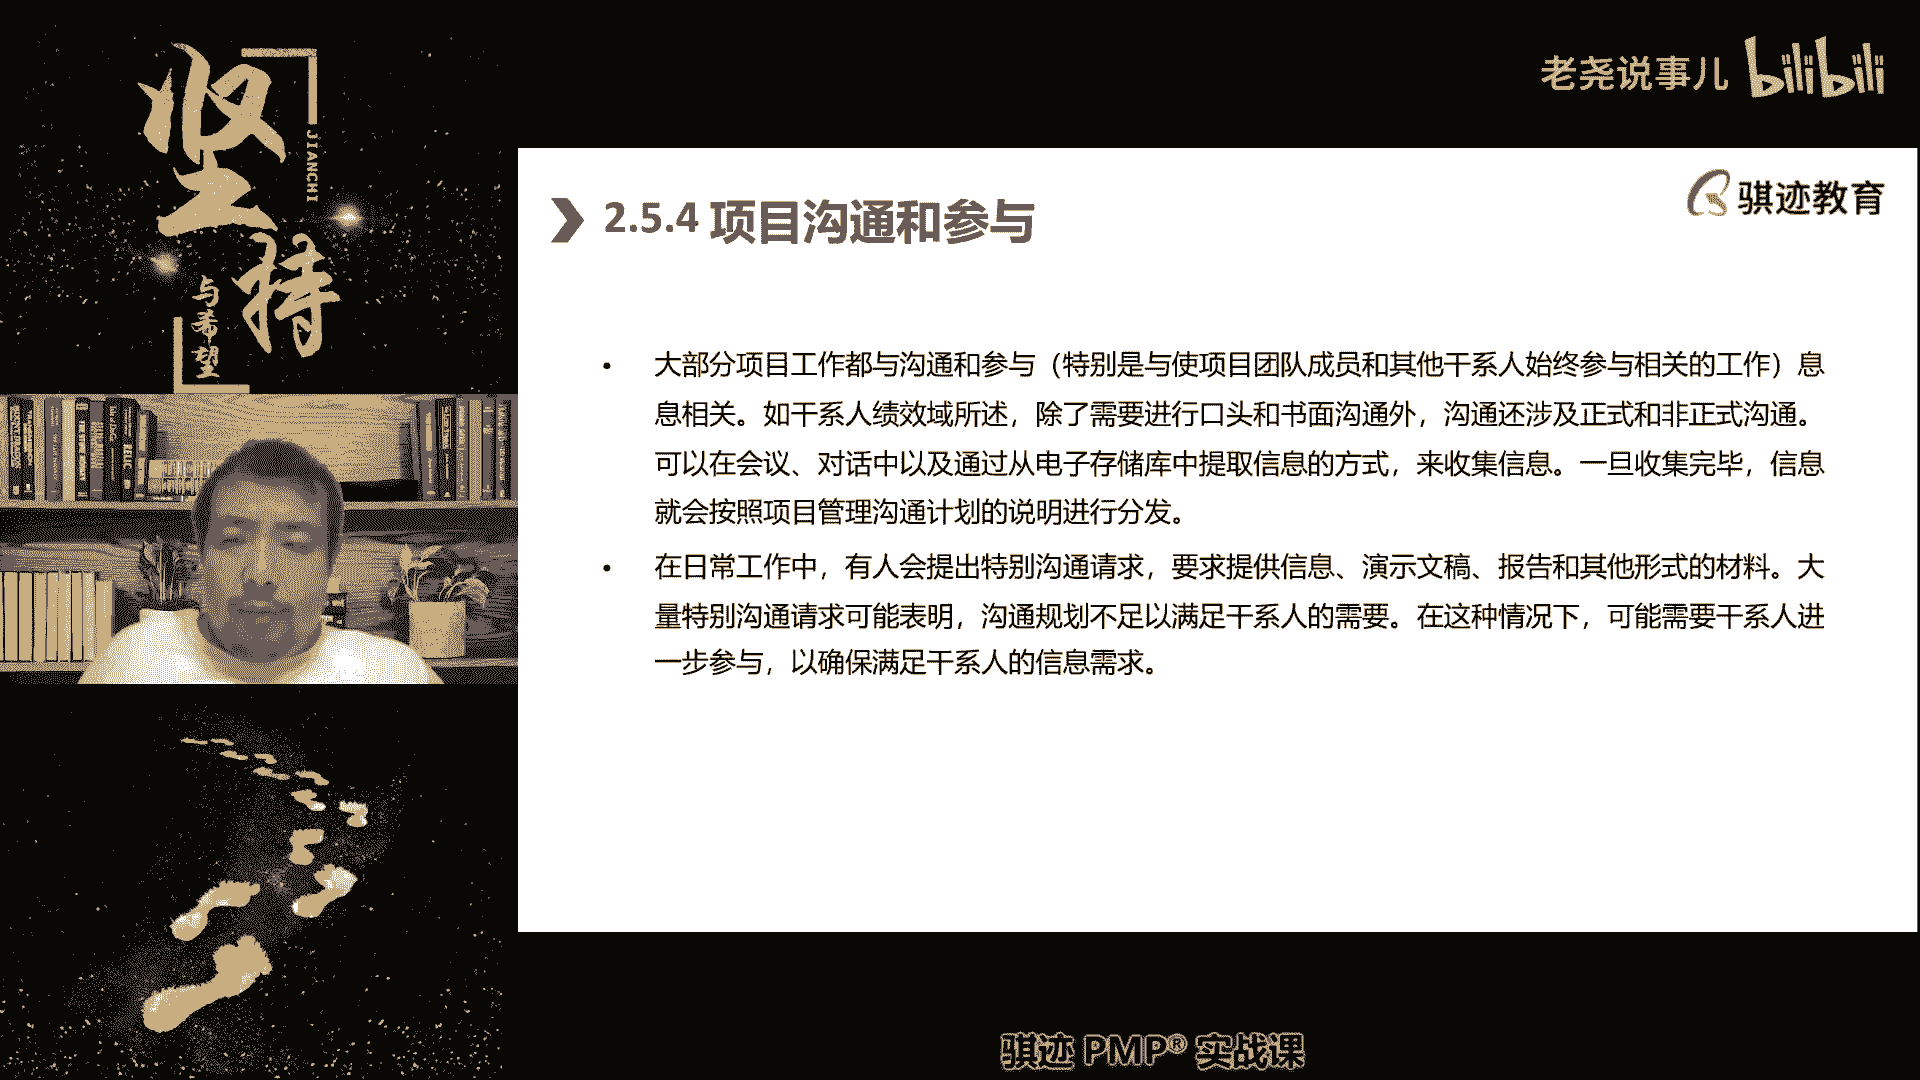 坚持
JIANCHI
与希望
老尧说事儿 bilibili
骐迹教育
2.5.4 项目沟通和参与
• 大部分项目工作都与沟通和参与（特别是与使项目团队成员和其他干系人始终参与相关的工作）息
息相关。如干系人绩效域所述，除了需要进行口头和书面沟通外，沟通还涉及正式和非正式沟通。
可以在会议、对话中以及通过从电子存储库中提取信息的方式，来收集信息。一旦收集完毕，信息
就会按照项目管理沟通计划的说明进行分发。
• 在日常工作中，有人会提出特别沟通请求，要求提供信息、演示文稿、报告和其他形式的材料。大
量特别沟通请求可能表明，沟通规划不足以满足干系人的需要。在这种情况下，可能需要干系人进
一步参与，以确保满足干系人的信息需求。
骐迹 PMP® 实战课